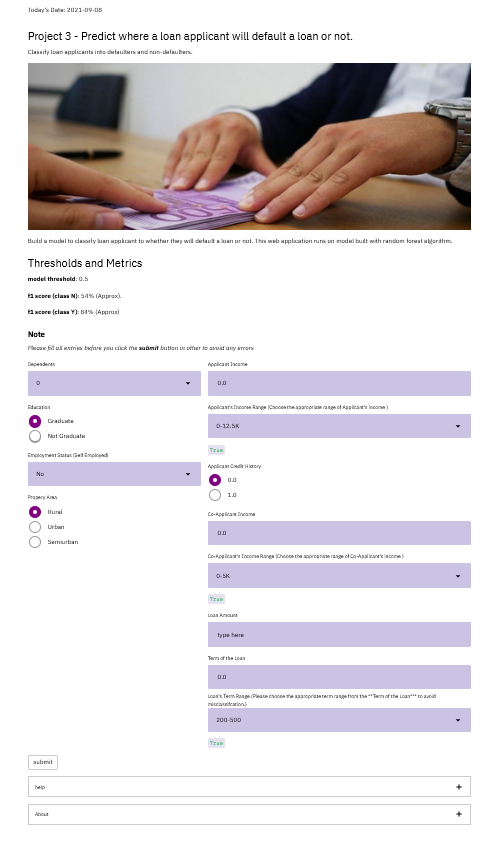 Today's Date: 2021-09-08
Project 3 - Predict where a loan applicant will default a loan or not.
Classify loan applicants into defaulters and non-defaulters.
Build a model to classify loan applicant to whether they will default a loan or not. This web application runs on model built with random forest algorithm.
Thresholds and Metrics
model threshold: 0.5
f1 score (class N): 54% (Approx).
f1 score (class Y): 84% (Approx)
Note
Please fill all entries before you click the submit button in other to avoid any errors
Dependents
0
Education
Graduate
Not Graduate
Employment Status (Self Employed)
No
Propery Area
Rural
Urban
Semiurban
Applicant Income
0.0
Applicant's Income Range (Choose the appropriate range of Applicant's income )
0-12.5K
True
Applicant Credit History
0.0
1.0
Co-Applicant Income
0.0
Co-Applicant's Income Range (Choose the appropriate range of Co-Applicant's income )
0-5K
True
Loan Amount
type here
Term of the Loan
0.0
Loan's Term Range (Please choose the appropriate term range from the **Term of the Loan*** to avoid
misclassifcation.)
200-500
True
submit
help
About